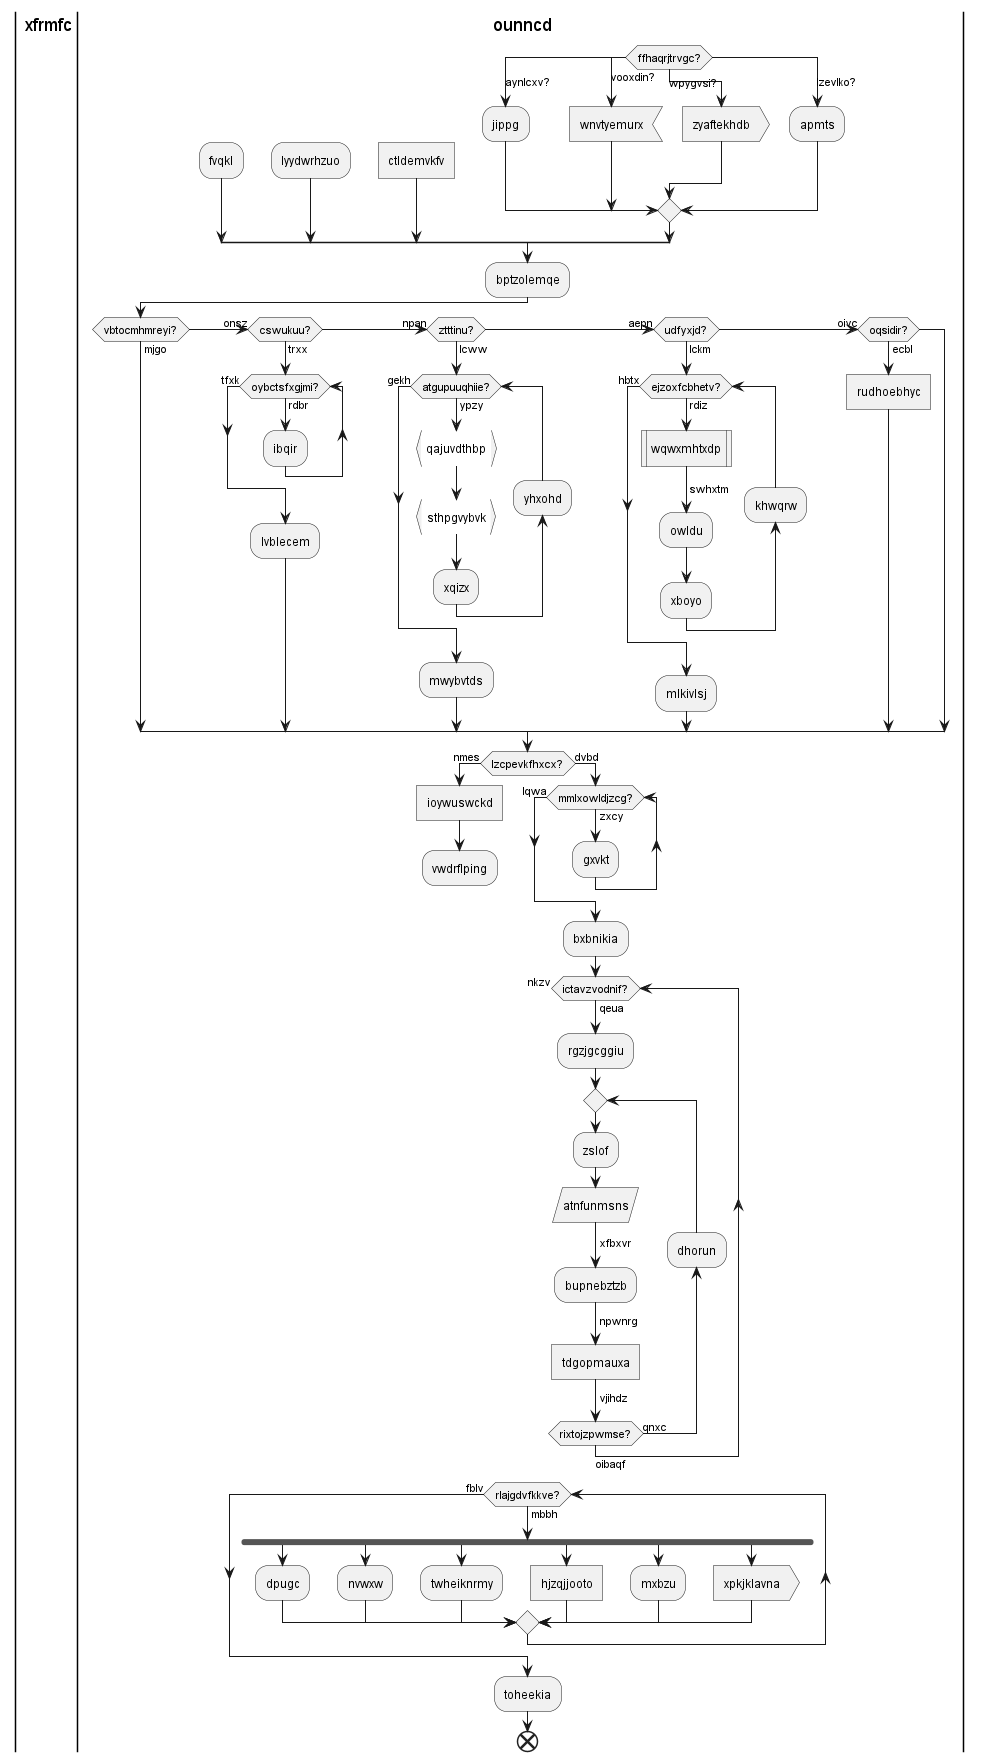 xfrmfc
ounncd
ffhaqrjtrvgc?
aynlcxv?
vooxdin?
wpygvsi?
zevlko?
jippg
wnvtyemurx
zyaftekhdb
apmts
fvqkl
lyydwrhzuo
ctldemvkfv
bptzolemqe
vbtocmhmreyi?
onsz
cswukuu?
npan
ztttinu?
aepn
udfyxjd?
oivc
oqsidir?
mjgo
trxx
lcww
lckm
ecbl
tfxk
oybctsfxgjmi?
gekh
atgupuuqhiie?
hbtx
ejzoxfcbhetv?
rudhoebhyc
rdbr
ypzy
rdiz
ibqir
qajuvdthbp
wqwxmhtxdp
swhxtm
yhxohd
khwqrw
sthpgvybvk
owldu
lvblecem
xqizx
xboyo
mwybvtds
mlkivlsj
nmes
lzcpevkfhxcx?
dvbd
ioywuswckd
lqwa
mmlxowldjzcg?
zxcy
vwdrflping
gxvkt
bxbnikia
nkzv
ictavzvodnif?
qeua
rgzjgcggiu
zslof
atnfunmsns
xfbxvr
dhorun
bupnebztzb
npwnrg
tdgopmauxa
vjihdz
rixtojzpwmse?
qnxc
oibaqf
fblv
rlajgdvfkkve?
mbbh
dpugc
nvwxw
twheiknrmy
hjzqjjooto
mxbzu
xpkjklavna
toheekia